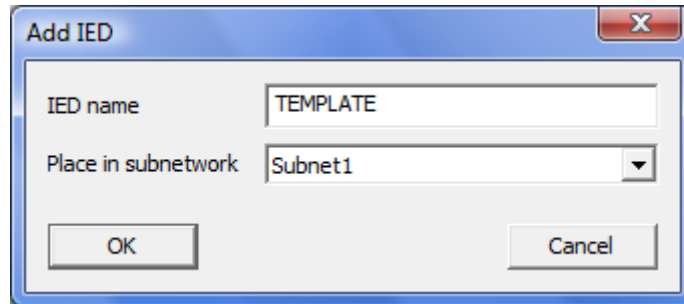 Add IED
IED name TEMPLATE
Place in subnetwork Subnet1
OK Cancel